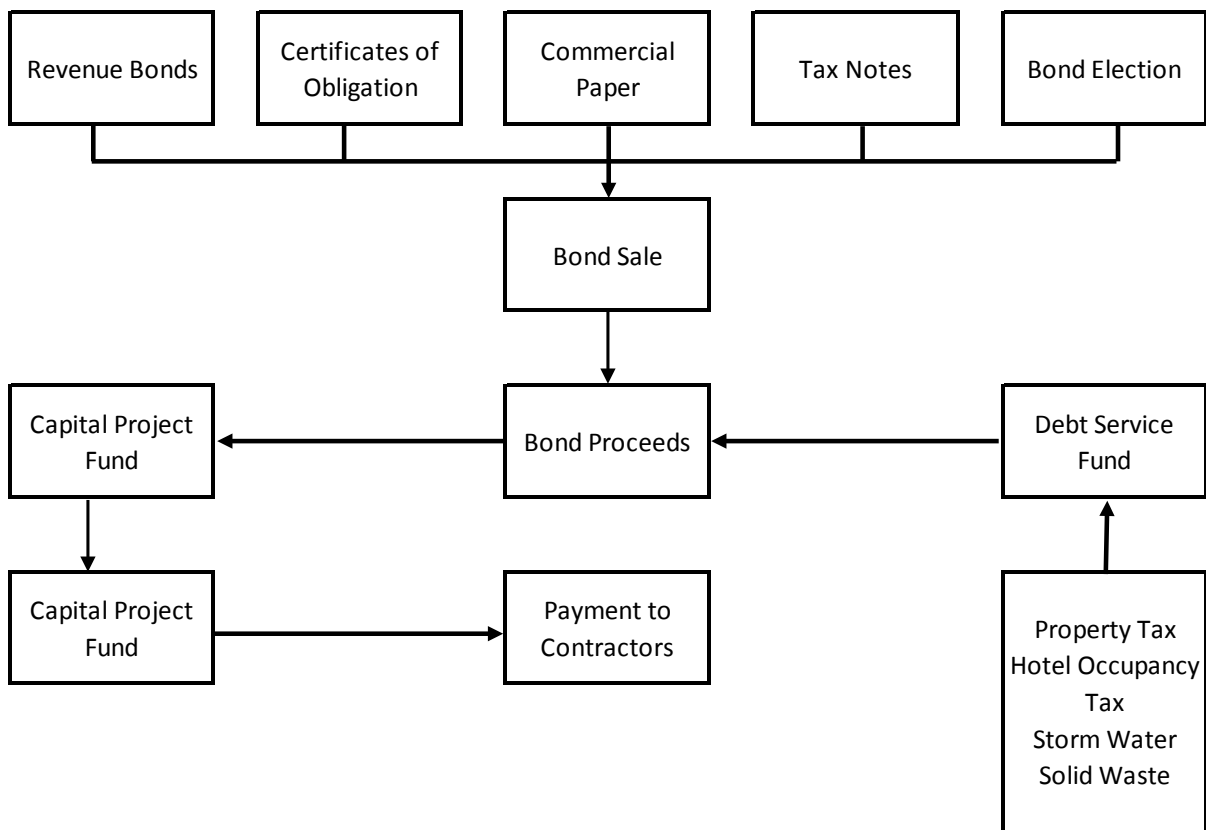 Revenue Bonds
Certificates of
Obligation
Commercial
Paper
Tax Notes
Bond Election
Bond Sale
Capital Project
Fund
Bond Proceeds
Debt Service
Fund
Capital Project
Fund
Payment to
Contractors
Property Tax
Hotel Occupancy
Tax
Storm Water
Solid Waste